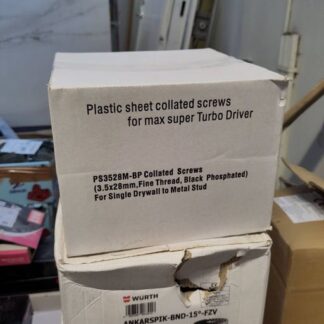 Plastic sheet collated screws
for max super Turbo Driver
PS3528M-BP Collated Screws
(3.5x28mm,Fine Thread, Black Phosphated)
For Single Drywall to Metal Stud
WÜRTH
ANKARSPIK-BND-15°-FZV